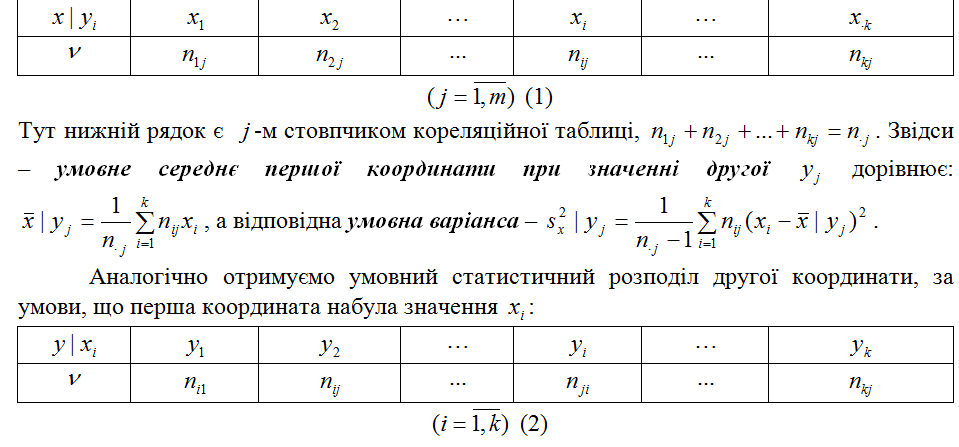 x | y_i x_1 x_2 … x_i … x_{.k}
ν n_{1j} n_{2j} ... n_{ij} ... n_{kj}
(j = \overline{1,m}) (1)
Тут нижній рядок є j-м стовпчиком кореляційної таблиці, n_{1j} + n_{2j} + ... + n_{kj} = n_{.j}. Звідси
– умовне середнє першої координати при значенні другої y_j дорівнює:
\overline{x} | y_j = \frac{1}{n_{.j}} \sum_{i=1}^{k} n_{ij} x_i, а відповідна умовна варіанса – s_x^2 | y_j = \frac{1}{n_{.j} - 1} \sum_{i=1}^{k} n_{ij} (x_i - \overline{x} | y_j)^2.
Аналогічно отримуємо умовний статистичний розподіл другої координати, за
умови, що перша координата набула значення x_i:
y | x_i y_1 y_2 … y_i … y_k
ν n_{i1} n_{ij} ... n_{ji} ... n_{kj}
(i = \overline{1,k}) (2)